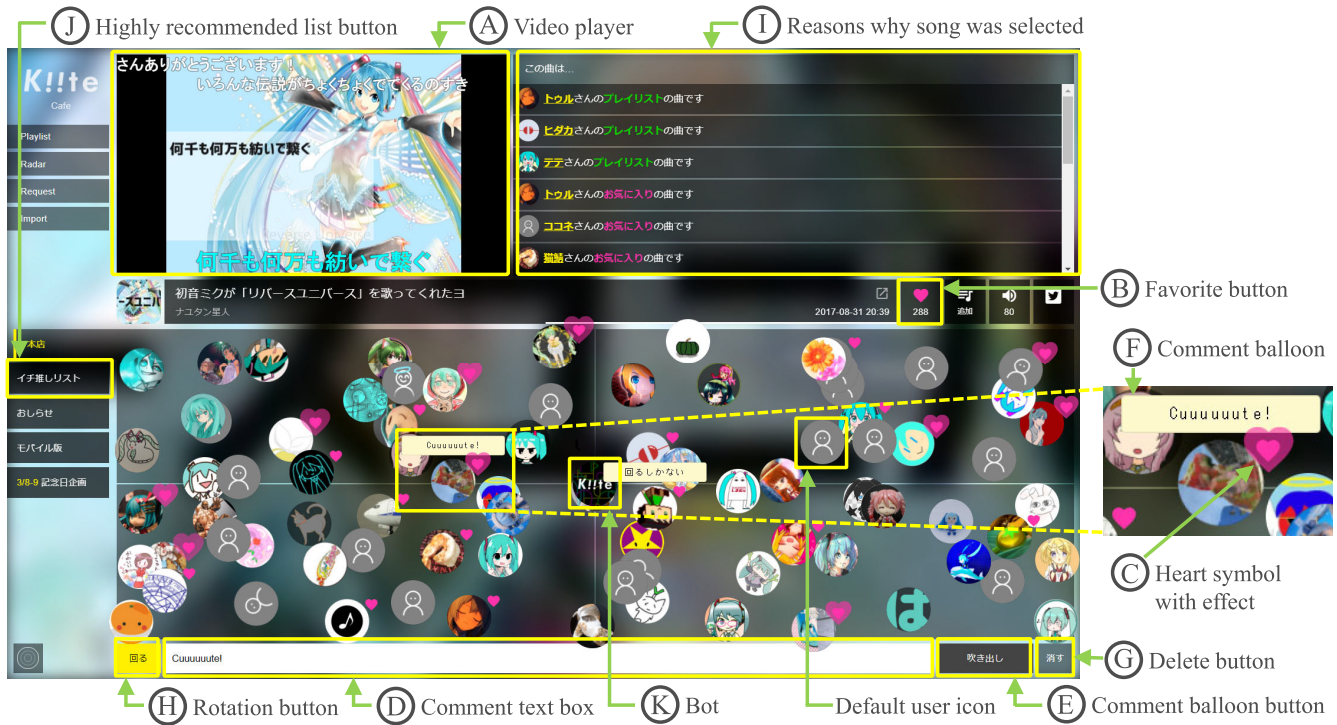 J Highly recommended list button
A Video player
I Reasons why song was selected
K!!te
Cafe
Playlist
Radar
Request
Import
さんありがとうございます！
いろんな伝説がちょくちょくでてくるのすき
何千も何万も紡いで繋ぐ
何千も何万も紡いで繋ぐ
この曲は...
トゥルさんのプレイリストの曲です
ヒダカさんのプレイリストの曲です
テテさんのプレイリストの曲です
トゥルさんのお気に入りの曲です
ココネさんのお気に入りの曲です
猫鯖さんのお気に入りの曲です
初音ミクが「リバースユニバース」を歌ってくれたヨ
ナユタン星人
2017-08-31 20:39
288
追加
80
B Favorite button
本店
イチ推しリスト
おしらせ
モバイル版
3/8-9 記念日企画
F Comment balloon
Cuuuuuute!
Cuuuuuute!
K!!te
回るしかない
C Heart symbol
with effect
は
回る
Cuuuuuute!
吹き出し
消す
G Delete button
H Rotation button
D Comment text box
K Bot
Default user icon
E Comment balloon button